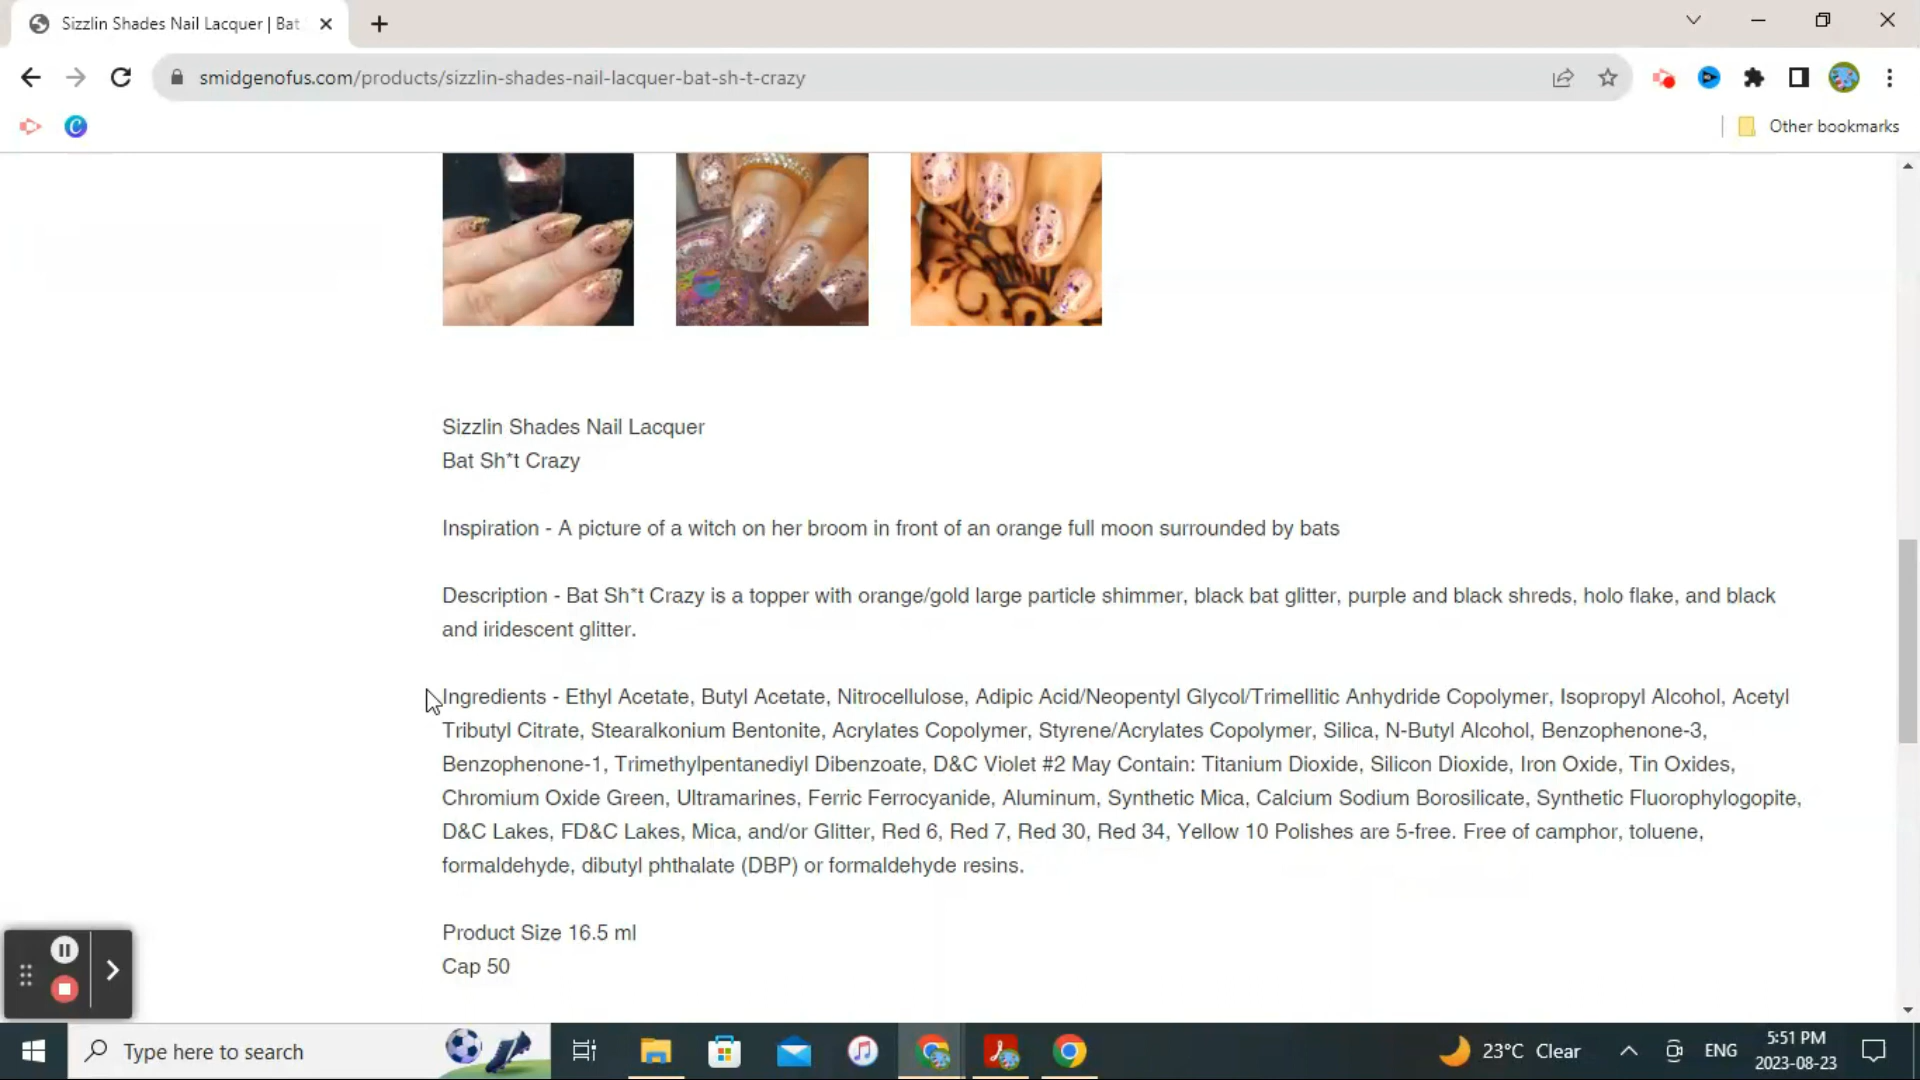 Sizzlin Shades Nail Lacquer | Bat
smidgenofus.com/products/sizzlin-shades-nail-lacquer-bat-sh-t-crazy
Other bookmarks
Sizzlin Shades Nail Lacquer
Bat Sh*t Crazy
Inspiration - A picture of a witch on her broom in front of an orange full moon surrounded by bats
Description - Bat Sh*t Crazy is a topper with orange/gold large particle shimmer, black bat glitter, purple and black shreds, holo flake, and black
and iridescent glitter.
Ingredients - Ethyl Acetate, Butyl Acetate, Nitrocellulose, Adipic Acid/Neopentyl Glycol/Trimellitic Anhydride Copolymer, Isopropyl Alcohol, Acetyl
Tributyl Citrate, Stearalkonium Bentonite, Acrylates Copolymer, Styrene/Acrylates Copolymer, Silica, N-Butyl Alcohol, Benzophenone-3,
Benzophenone-1, Trimethylpentanediyl Dibenzoate, D&C Violet #2 May Contain: Titanium Dioxide, Silicon Dioxide, Iron Oxide, Tin Oxides,
Chromium Oxide Green, Ultramarines, Ferric Ferrocyanide, Aluminum, Synthetic Mica, Calcium Sodium Borosilicate, Synthetic Fluorophylogopite,
D&C Lakes, FD&C Lakes, Mica, and/or Glitter, Red 6, Red 7, Red 30, Red 34, Yellow 10 Polishes are 5-free. Free of camphor, toluene,
formaldehyde, dibutyl phthalate (DBP) or formaldehyde resins.
Product Size 16.5 ml
Cap 50
Type here to search
23°C Clear
ENG
5:51 PM
2023-08-23